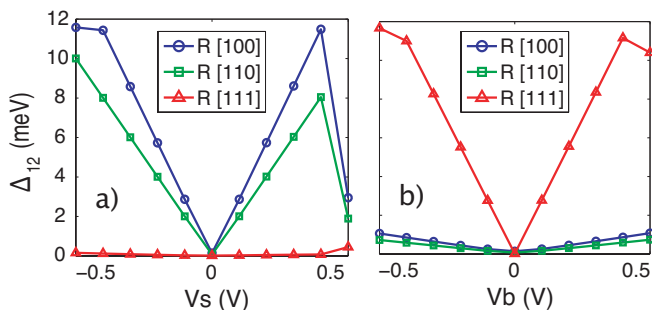 12
10
8
6
4
2
0
Δ12 (meV)
R [100]
R [110]
R [111]
a)
−0.5
0
0.5
Vs (V)
R [100]
R [110]
R [111]
b)
−0.5
0
0.5
Vb (V)